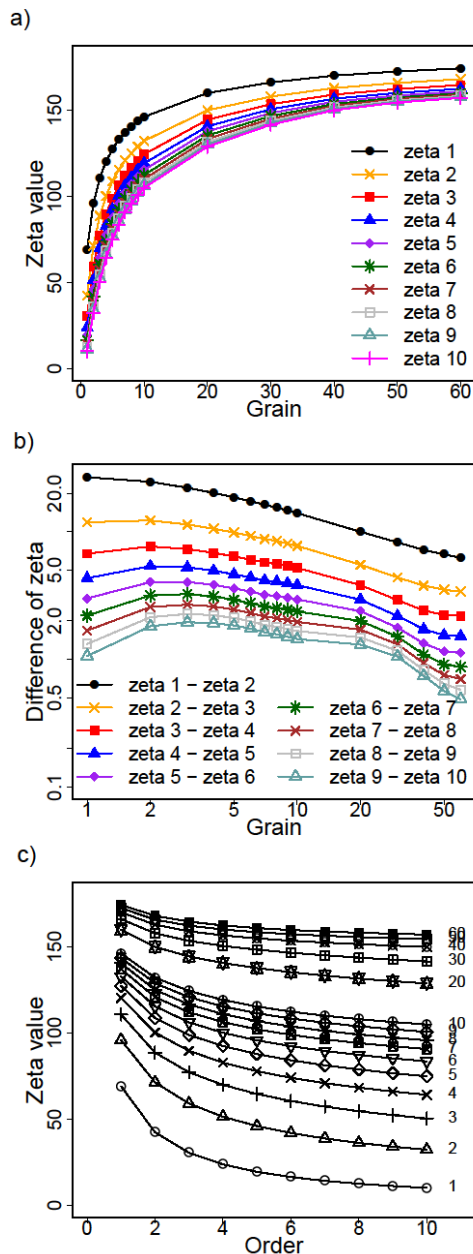 a)
Zeta value
0
50
100
150
zeta 1
zeta 2
zeta 3
zeta 4
zeta 5
zeta 6
zeta 7
zeta 8
zeta 9
zeta 10
0 10 20 30 40 50 60
Grain
b)
Difference of zeta
0.1
0.5
2.0
5.0
20.0
zeta 1 − zeta 2
zeta 2 − zeta 3
zeta 3 − zeta 4
zeta 4 − zeta 5
zeta 5 − zeta 6
zeta 6 − zeta 7
zeta 7 − zeta 8
zeta 8 − zeta 9
zeta 9 − zeta 10
1 2 5 10 20 50
Grain
c)
Zeta value
0
50
100
150
60
40
30
20
10
9
8
7
6
5
4
3
2
1
0 2 4 6 8 10
Order